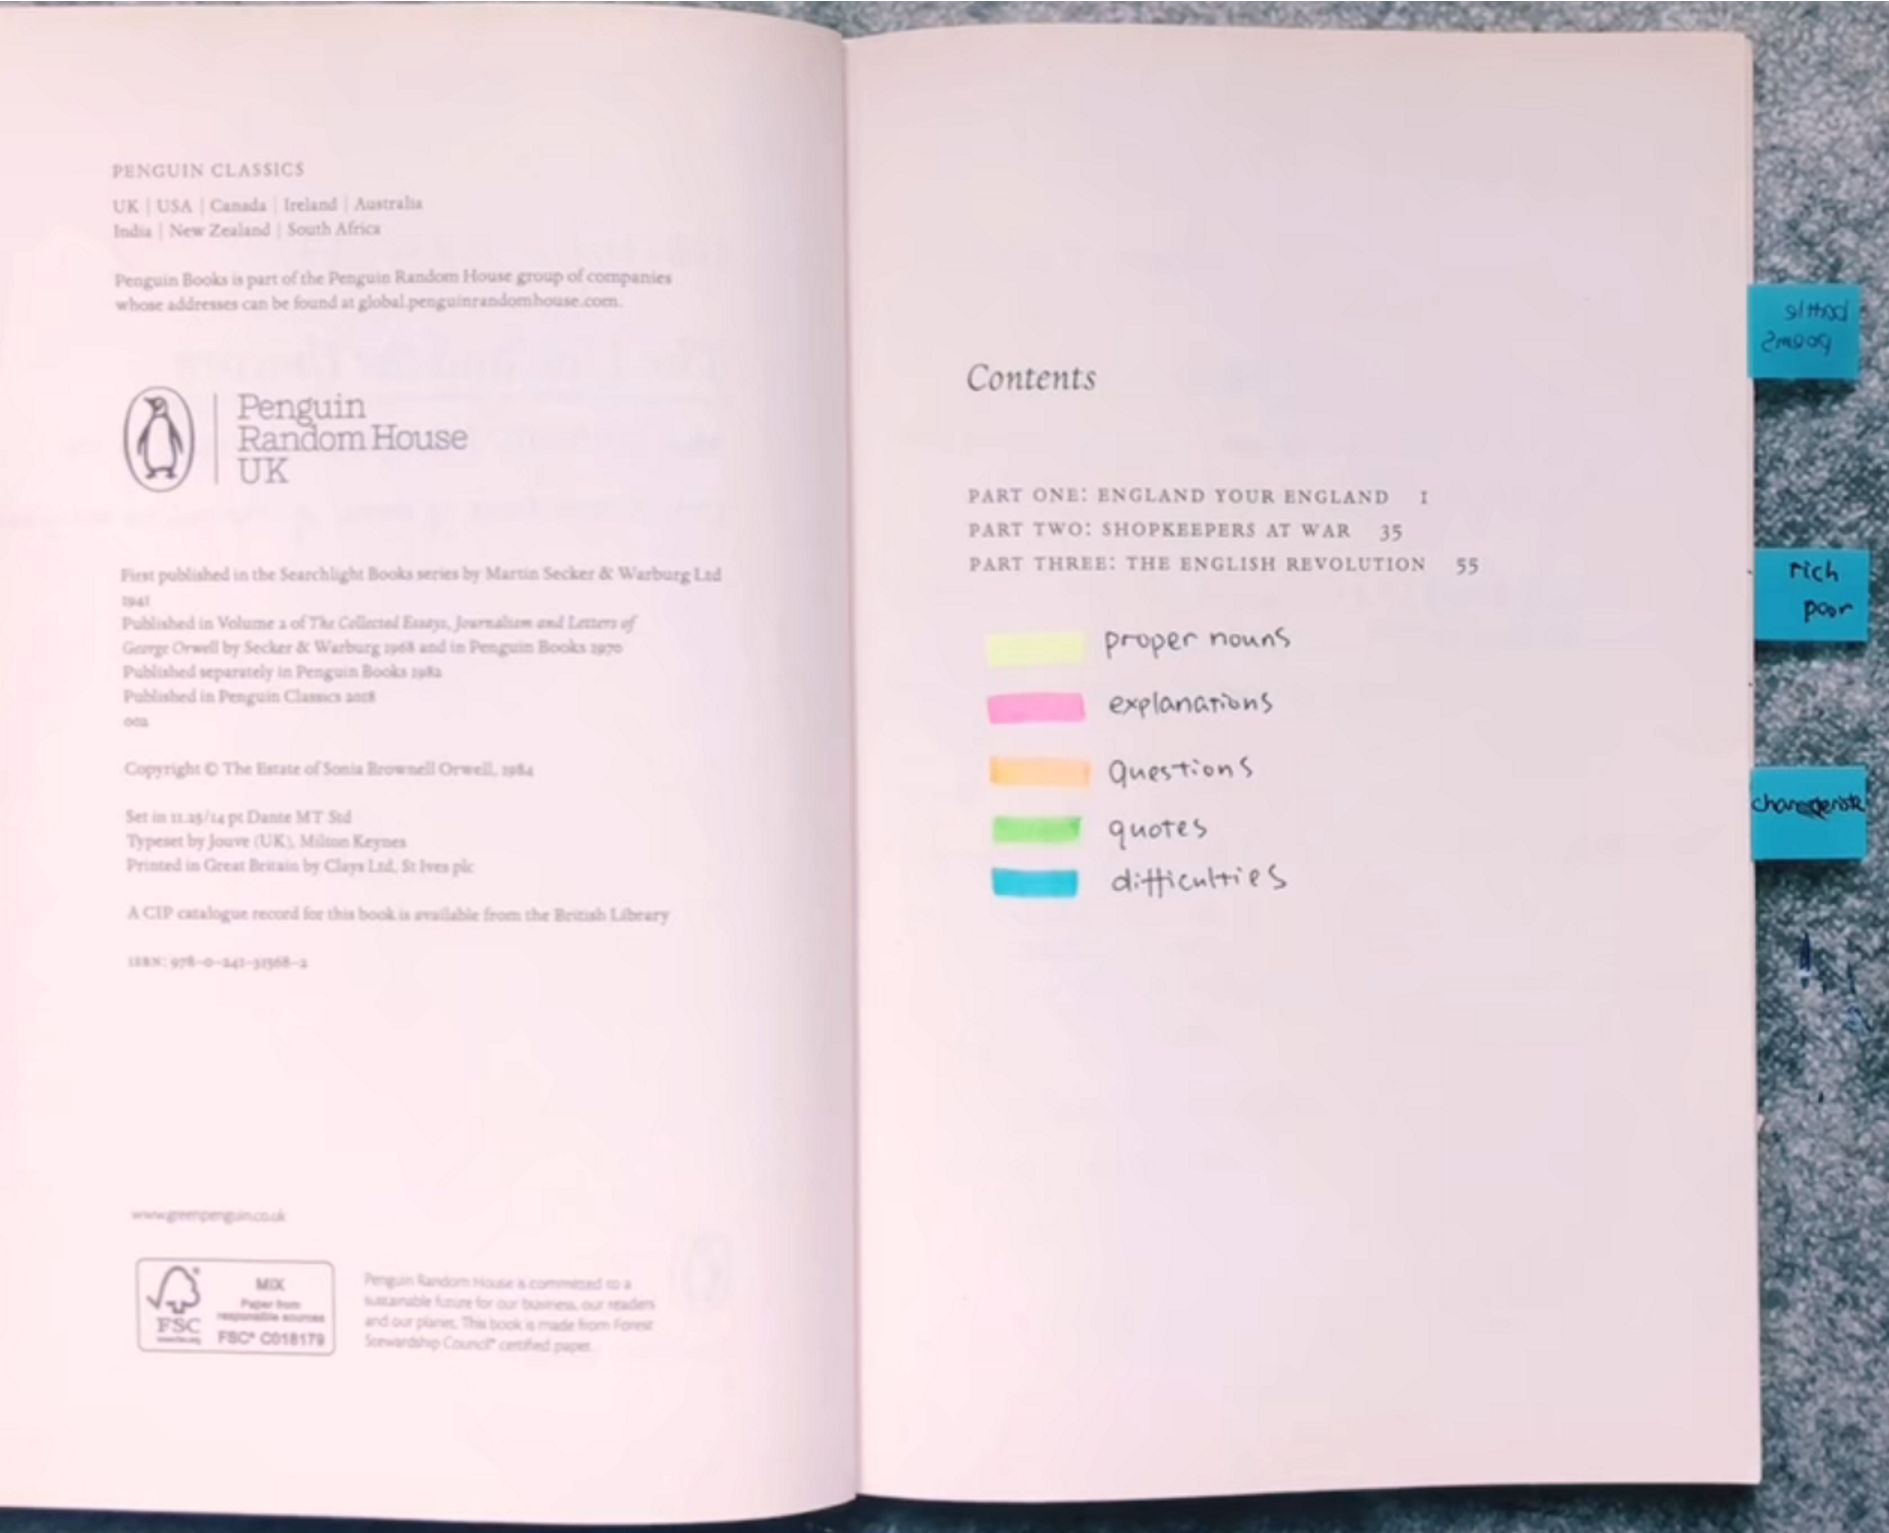 PENGUIN CLASSICS
UK | USA | Canada | Ireland | Australia
India | New Zealand | South Africa
Penguin Books is part of the Penguin Random House group of companies
whose addresses can be found at global.penguinrandomhouse.com.
Penguin
Random House
UK
First published in the Searchlight Books series by Martin Secker & Warburg Ltd
1941
Published in Volume 2 of The Collected Essays, Journalism and Letters of
George Orwell by Secker & Warburg 1968 and in Penguin Books 1970
Published separately in Penguin Books 1982
Published in Penguin Classics 2018
002
Copyright © The Estate of Sonia Brownell Orwell, 1984
Set in 11.25/14 pt Dante MT Std
Typeset by Jouve (UK), Milton Keynes
Printed in Great Britain by Clays Ltd, St Ives plc
A CIP catalogue record for this book is available from the British Library
ISBN: 978-0-241-31568-2
www.greenpenguin.co.uk
MIX
Paper from
responsible sources
FSC® C018179
FSC
Penguin Random House is committed to a
sustainable future for our business, our readers
and our planet. This book is made from Forest
Stewardship Council® certified paper.
Contents
PART ONE: ENGLAND YOUR ENGLAND 1
PART TWO: SHOPKEEPERS AT WAR 35
PART THREE: THE ENGLISH REVOLUTION 55
proper nouns
explanations
Questions
quotes
difficulties
battle
poems
rich
poor